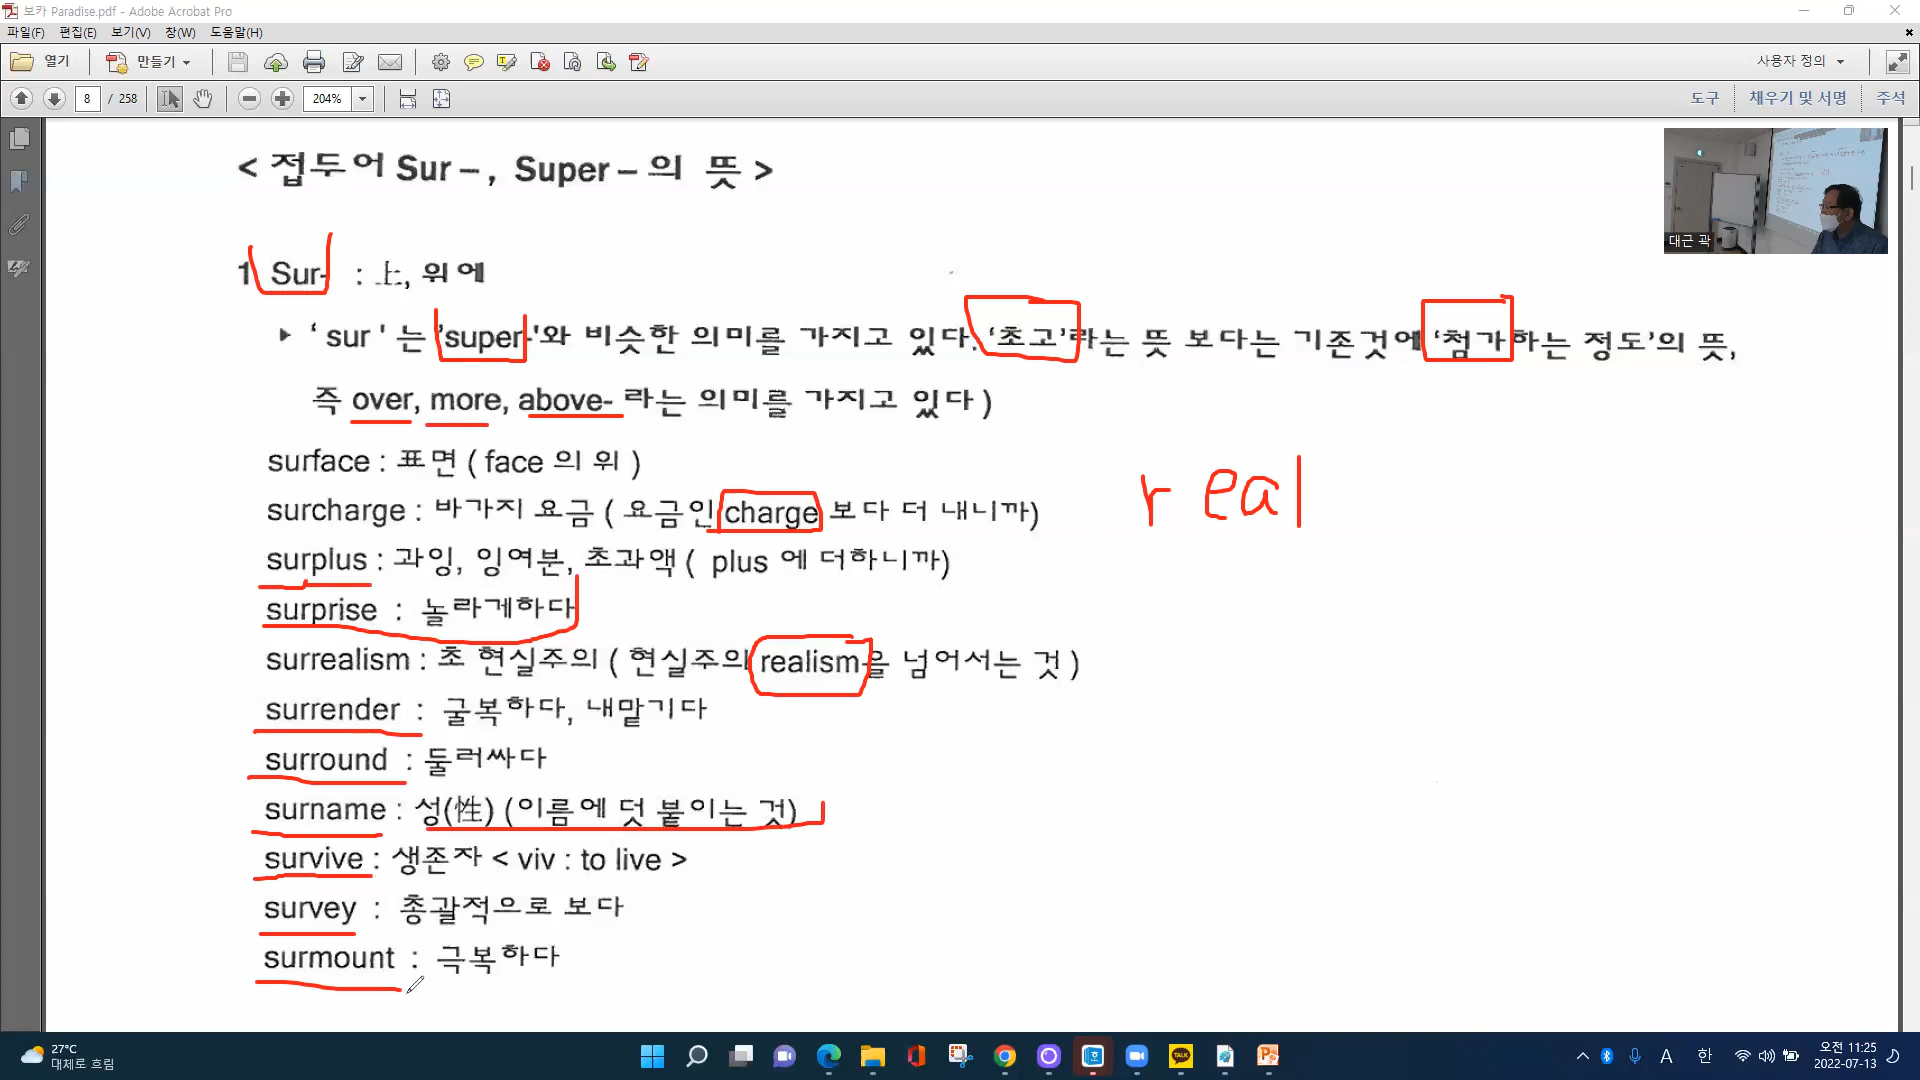 보카 Paradise.pdf - Adobe Acrobat Pro
파일(F) 편집(E) 보기(V) 창(W) 도움말(H)
열기 만들기 사용자 정의
8 / 258 204% 도구 채우기 및 서명 주석
< 접두어 Sur – , Super – 의 뜻 >
대근 곽
1 Sur- : 上, 위에
▶ ‘ sur ' 는 'super-'와 비슷한 의미를 가지고 있다. ‘초고’라는 뜻 보다는 기존것에 ‘첨가하는 정도’의 뜻,
즉 over, more, above- 라는 의미를 가지고 있다 )
surface : 표면 ( face 의 위 )
real
surcharge : 바가지 요금 ( 요금인 charge 보다 더 내니까)
surplus : 과잉, 잉여분, 초과액 ( plus 에 더하니까)
surprise : 놀라게하다
surrealism : 초 현실주의 ( 현실주의 realism을 넘어서는 것 )
surrender : 굴복하다, 내맡기다
surround : 둘러싸다
surname : 성(性) (이름에 덧 붙이는 것)
survive : 생존자 < viv : to live >
survey : 총괄적으로 보다
surmount : 극복하다
27°C
대체로 흐림
TALK
A 한
오전 11:25
2022-07-13